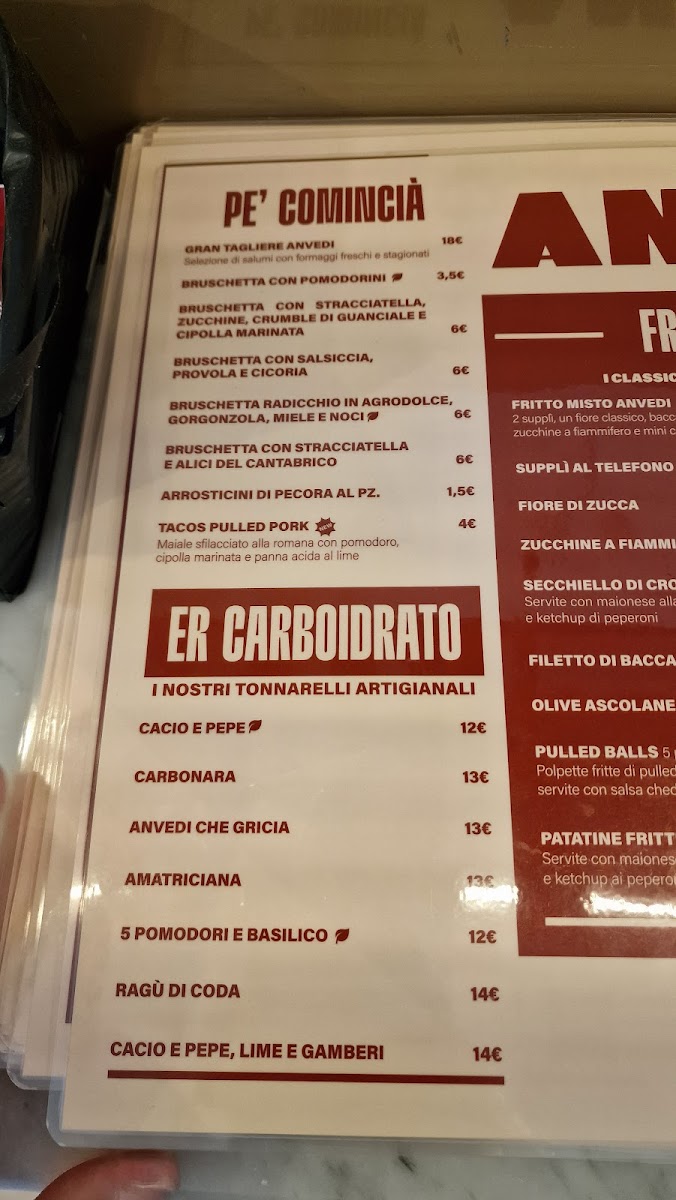 PE' COMINCIÀ
GRAN TAGLIERE ANVEDI 18€
Selezione di salumi con formaggi freschi e stagionati
BRUSCHETTA CON POMODORINI 3,5€
BRUSCHETTA CON STRACCIATELLA,
ZUCCHINE, CRUMBLE DI GUANCIALE E
CIPOLLA MARINATA 6€
BRUSCHETTA CON SALSICCIA,
PROVOLA E CICORIA 6€
BRUSCHETTA RADICCHIO IN AGRODOLCE,
GORGONZOLA, MIELE E NOCI 6€
BRUSCHETTA CON STRACCIATELLA
E ALICI DEL CANTABRICO 6€
ARROSTICINI DI PECORA AL PZ. 1,5€
TACOS PULLED PORK NEW 4€
Maiale sfilacciato alla romana con pomodoro,
cipolla marinata e panna acida al lime
ER CARBOIDRATO
I NOSTRI TONNARELLI ARTIGIANALI
CACIO E PEPE 12€
CARBONARA 13€
ANVEDI CHE GRICIA 13€
AMATRICIANA 13€
5 POMODORI E BASILICO 12€
RAGÙ DI CODA 14€
CACIO E PEPE, LIME E GAMBERI 14€
AN
FR
I CLASSIC
FRITTO MISTO ANVEDI
2 supplì, un fiore classico, bacc
zucchine a fiammifero e mini c
SUPPLÌ AL TELEFONO
FIORE DI ZUCCA
ZUCCHINE A FIAMMI
SECCHIELLO DI CRO
Servite con maionese alla
e ketchup di peperoni
FILETTO DI BACCA
OLIVE ASCOLANE
PULLED BALLS 5
Polpette fritte di pulled
servite con salsa ched
PATATINE FRITT
Servite con maiones
e ketchup ai pepero